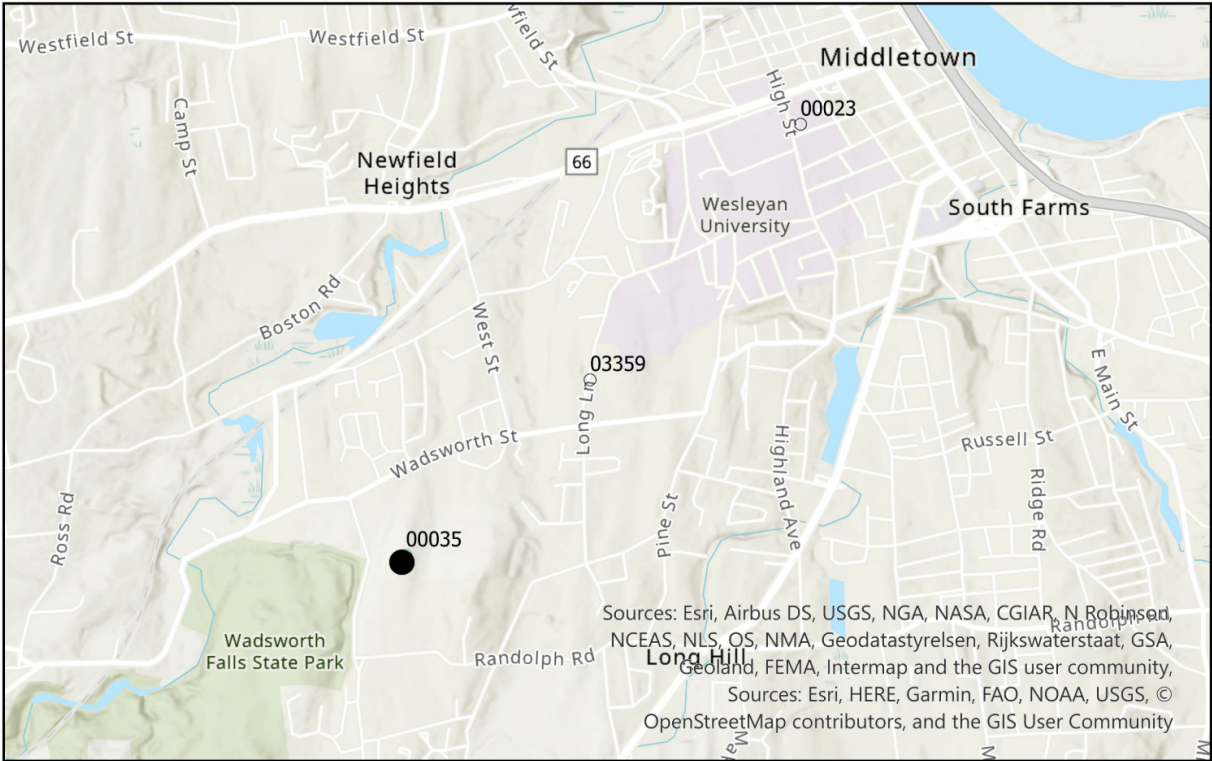 Westfield St
Westfield St
Middletown
High St
00023
Camp St
Newfield
Heights
66
Wesleyan
University
South Farms
Boston Rd
West St
03359
Long Ln
E Main St
Wadsworth St
Highland Ave
Russell St
Ridge Rd
Ross Rd
Pine St
00035
Wadsworth
Falls State Park
Randolph Rd
Long Hill
Randolph Rd
Sources: Esri, Airbus DS, USGS, NGA, NASA, CGIAR, N Robinson,
NCEAS, NLS, OS, NMA, Geodatastyrelsen, Rijkswaterstaat, GSA,
Geoland, FEMA, Intermap and the GIS user community,
Sources: Esri, HERE, Garmin, FAO, NOAA, USGS, ©
OpenStreetMap contributors, and the GIS User Community